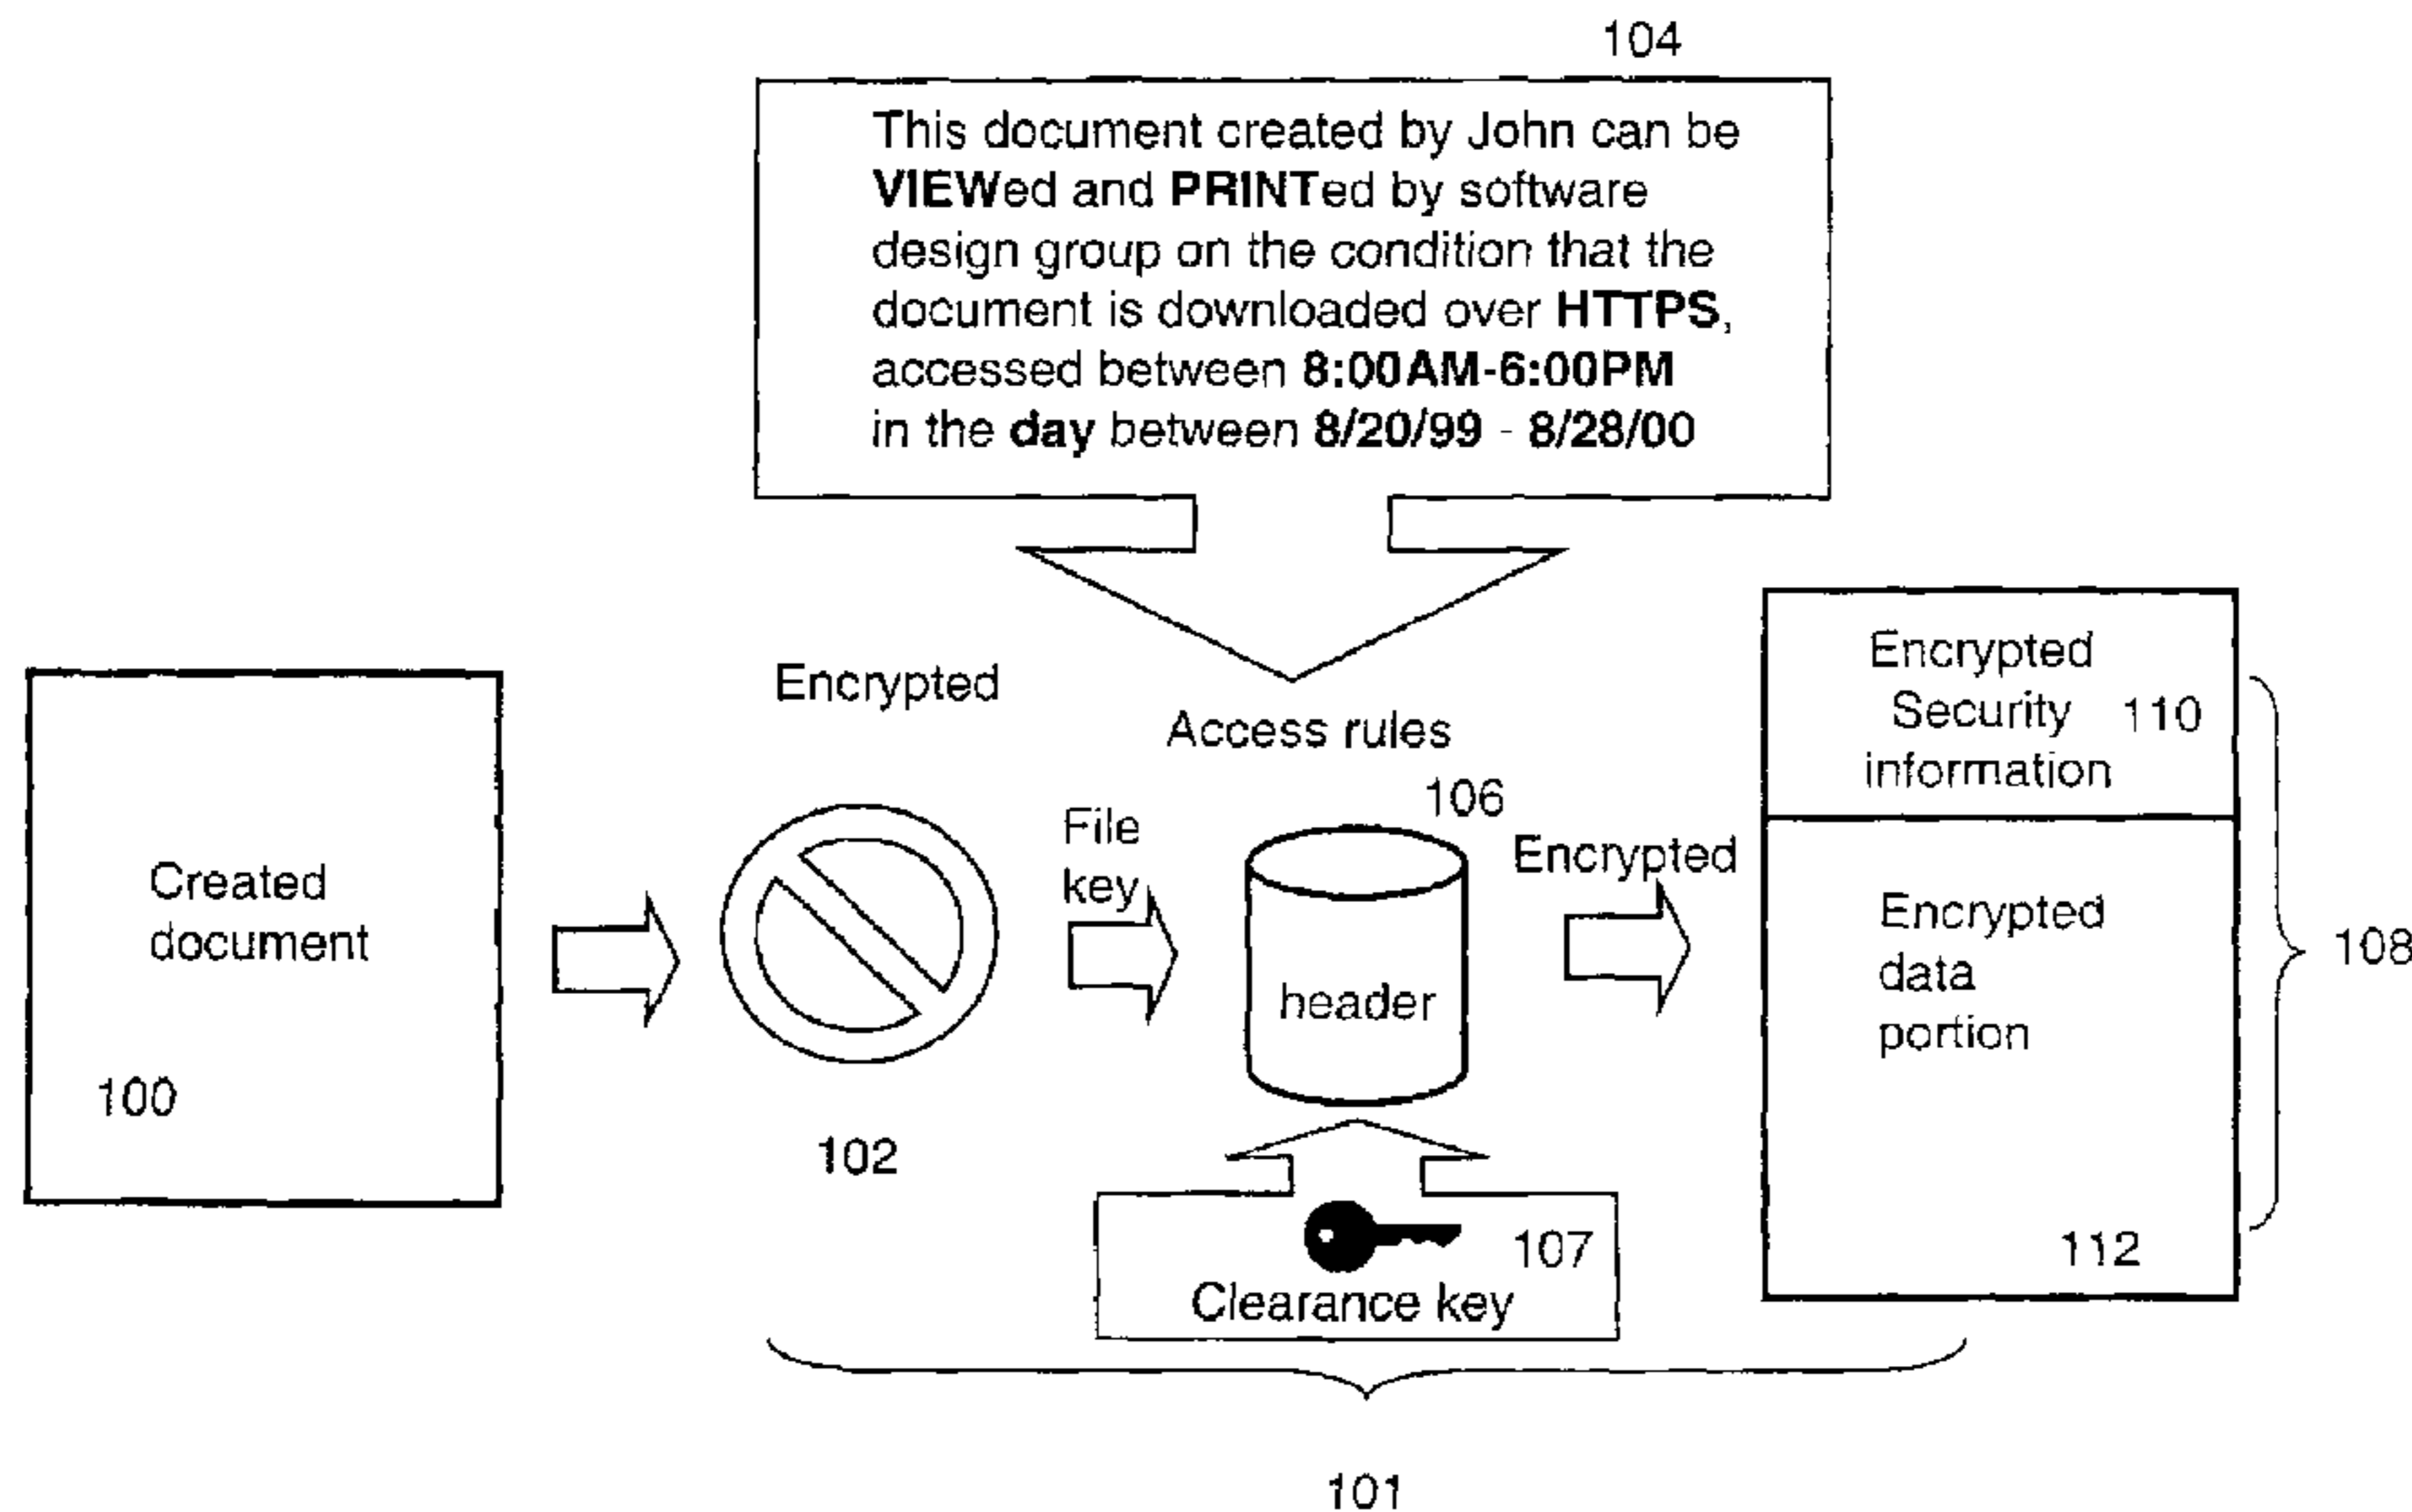 104
This document created by John can be
VIEWed and PRINTed by software
design group on the condition that the
document is downloaded over HTTPS,
accessed between 8:00AM-6:00PM
in the day between 8/20/99 - 8/28/00
Created
document
100
Encrypted
102
File
key
Access rules
106
header
107
Clearance key
Encrypted
Encrypted
Security
information
110
Encrypted
data
portion
112
108
101